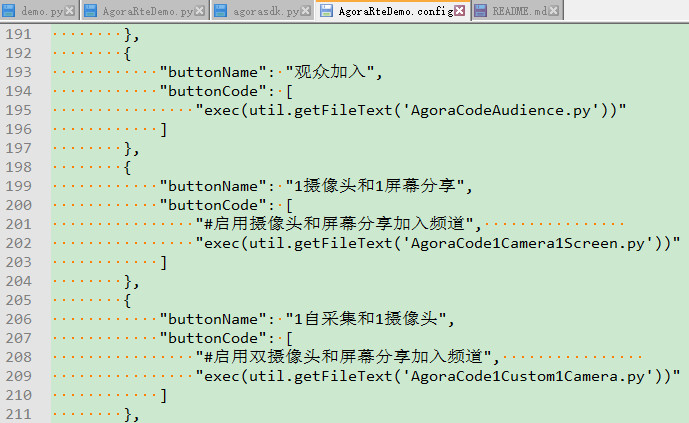 demo.py AgoraRteDemo.py agorasdk.py AgoraRteDemo.config README.md
191 },
192 {
193 "buttonName": "观众加入",
194 "buttonCode": [
195 "exec(util.getFileText('AgoraCodeAudience.py'))"
196 ]
197 },
198 {
199 "buttonName": "1摄像头和1屏幕分享",
200 "buttonCode": [
201 "#启用摄像头和屏幕分享加入频道",
202 "exec(util.getFileText('AgoraCode1Camera1Screen.py'))"
203 ]
204 },
205 {
206 "buttonName": "1自采集和1摄像头",
207 "buttonCode": [
208 "#启用双摄像头和屏幕分享加入频道",
209 "exec(util.getFileText('AgoraCode1Custom1Camera.py'))"
210 ]
211 },